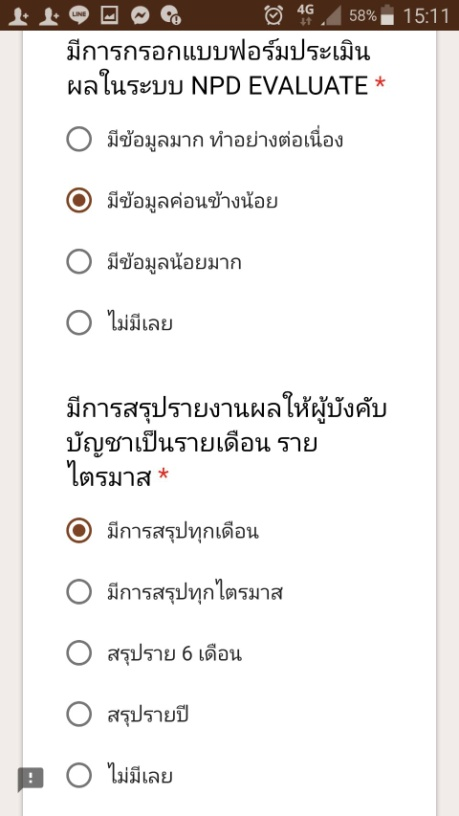 LINE
4G
58%
15:11
มีการกรอกแบบฟอร์มประเมิน
ผลในระบบ NPD EVALUATE *
มีข้อมูลมาก ทำอย่างต่อเนื่อง
มีข้อมูลค่อนข้างน้อย
มีข้อมูลน้อยมาก
ไม่มีเลย
มีการสรุปรายงานผลให้ผู้บังคับ
บัญชาเป็นรายเดือน ราย
ไตรมาส *
มีการสรุปทุกเดือน
มีการสรุปทุกไตรมาส
สรุปราย 6 เดือน
สรุปรายปี
ไม่มีเลย